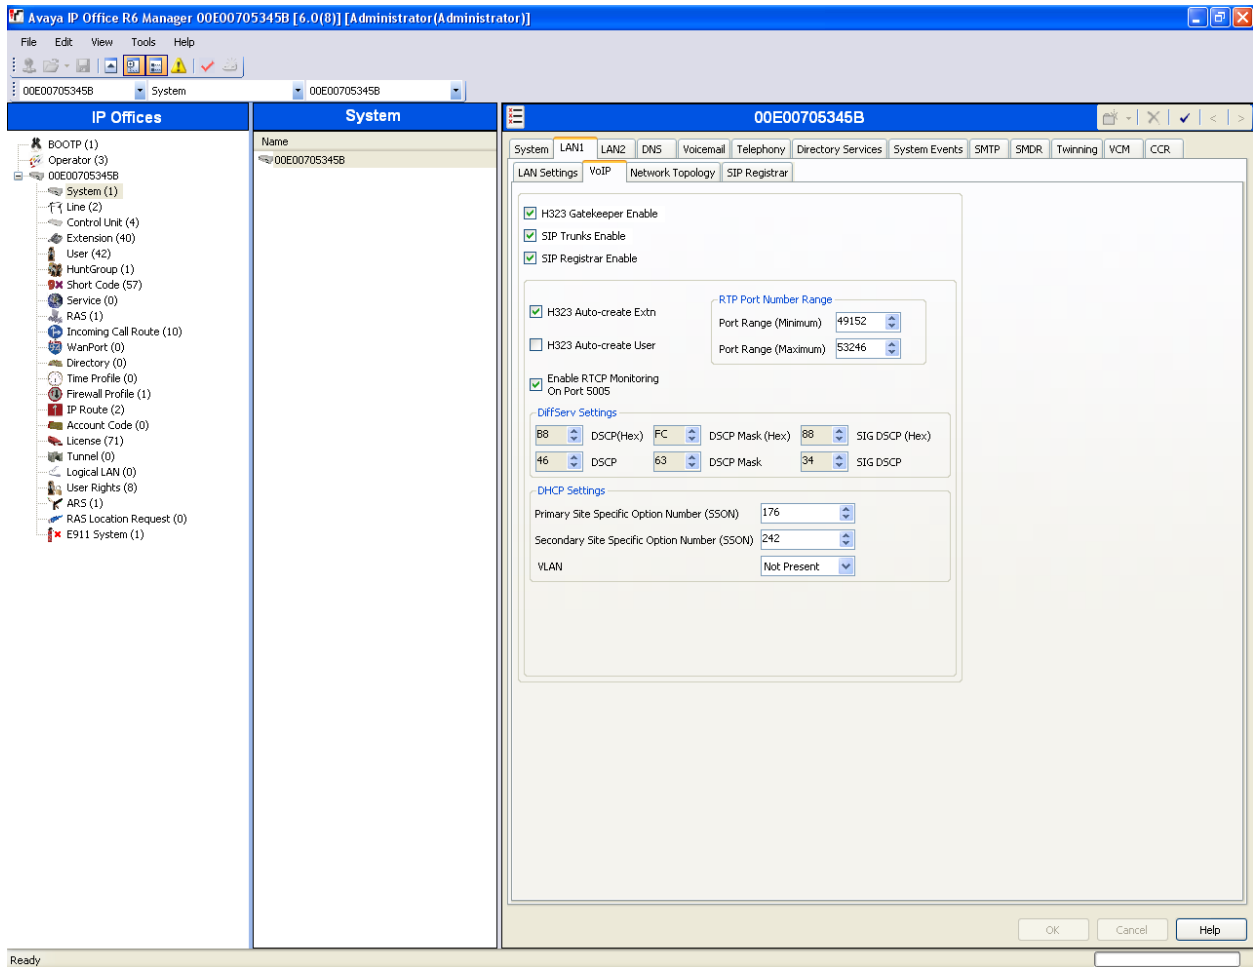 Avaya IP Office R6 Manager 00E00705345B [6.0(8)] [Administrator(Administrator)]
File Edit View Tools Help
00E00705345B System 00E00705345B
IP Offices
BOOTP (1)
Operator (3)
00E00705345B
System (1)
Line (2)
Control Unit (4)
Extension (40)
User (42)
HuntGroup (1)
Short Code (57)
Service (0)
RAS (1)
Incoming Call Route (10)
WanPort (0)
Directory (0)
Time Profile (0)
Firewall Profile (1)
IP Route (2)
Account Code (0)
License (71)
Tunnel (0)
Logical LAN (0)
User Rights (8)
ARS (1)
RAS Location Request (0)
E911 System (1)
System
Name
00E00705345B
00E00705345B
System LAN1 LAN2 DNS Voicemail Telephony Directory Services System Events SMTP SMDR Twinning VCM CCR
LAN Settings VoIP Network Topology SIP Registrar
H323 Gatekeeper Enable
SIP Trunks Enable
SIP Registrar Enable
H323 Auto-create Extn
H323 Auto-create User
RTP Port Number Range
Port Range (Minimum) 49152
Port Range (Maximum) 53246
Enable RTCP Monitoring
On Port 5005
DiffServ Settings
B8 DSCP(Hex) FC DSCP Mask (Hex) 88 SIG DSCP (Hex)
46 DSCP 63 DSCP Mask 34 SIG DSCP
DHCP Settings
Primary Site Specific Option Number (SSON) 176
Secondary Site Specific Option Number (SSON) 242
VLAN Not Present
OK Cancel Help
Ready